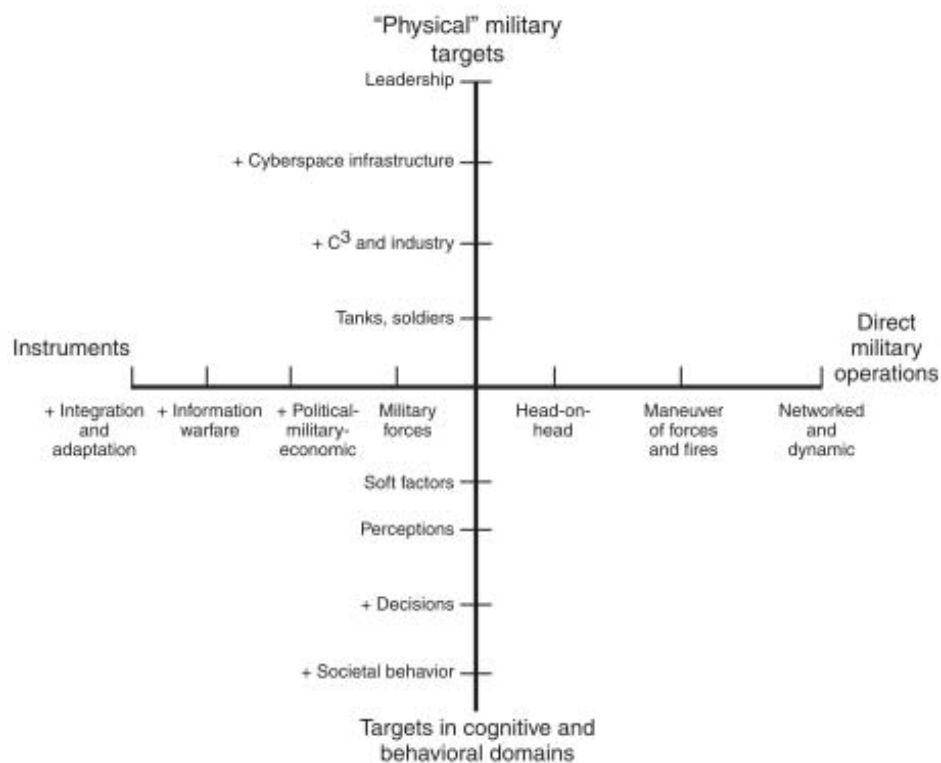 “Physical” military
targets
Leadership
+ Cyberspace infrastructure
+ C³ and industry
Tanks, soldiers
Instruments
Direct
military
operations
+ Integration
and
adaptation
+ Information
warfare
+ Political-
military-
economic
Military
forces
Head-on-
head
Maneuver
of forces
and fires
Networked
and
dynamic
Soft factors
Perceptions
+ Decisions
+ Societal behavior
Targets in cognitive and
behavioral domains